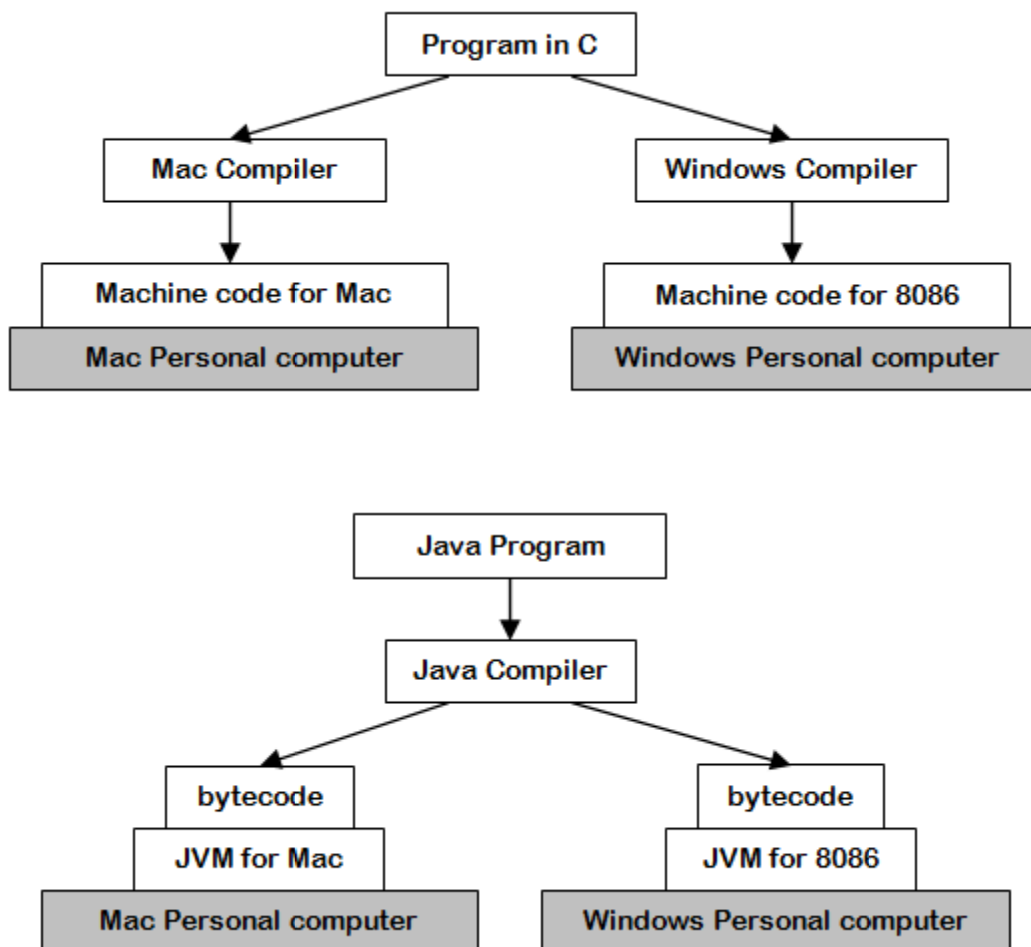 Program in C
Mac Compiler
Windows Compiler
Machine code for Mac
Machine code for 8086
Mac Personal computer
Windows Personal computer
Java Program
Java Compiler
bytecode
bytecode
JVM for Mac
JVM for 8086
Mac Personal computer
Windows Personal computer